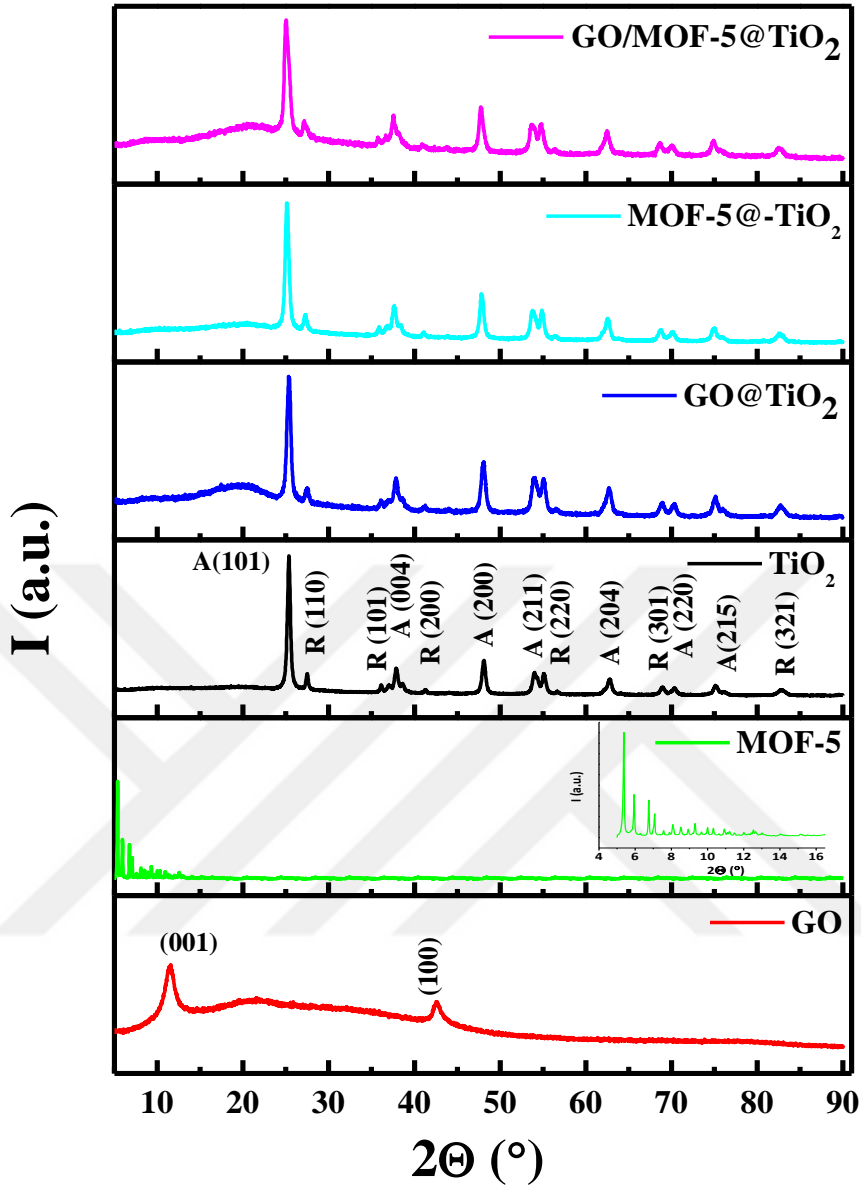 GO/MOF-5@TiO₂
MOF-5@-TiO₂
GO@TiO₂
TiO₂
A(101)
R (110)
R (101)
A (004)
R (200)
A (200)
A (211)
R (220)
A (204)
R (301)
A (220)
A(215)
R (321)
MOF-5
I (a.u.)
4 6 8 10 12 14 16
2Θ (°)
GO
(001)
(100)
I (a.u.)
10 20 30 40 50 60 70 80 90
2Θ (°)